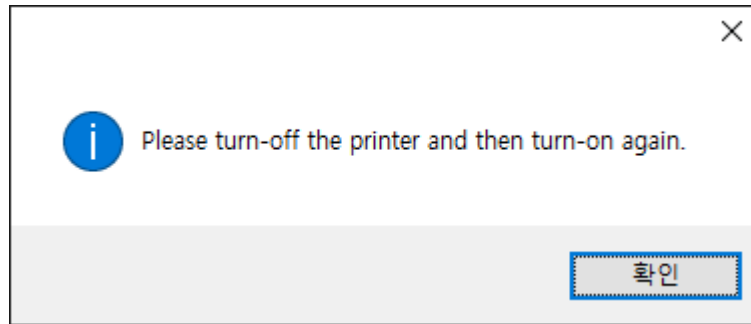 Please turn-off the printer and then turn-on again.
확인